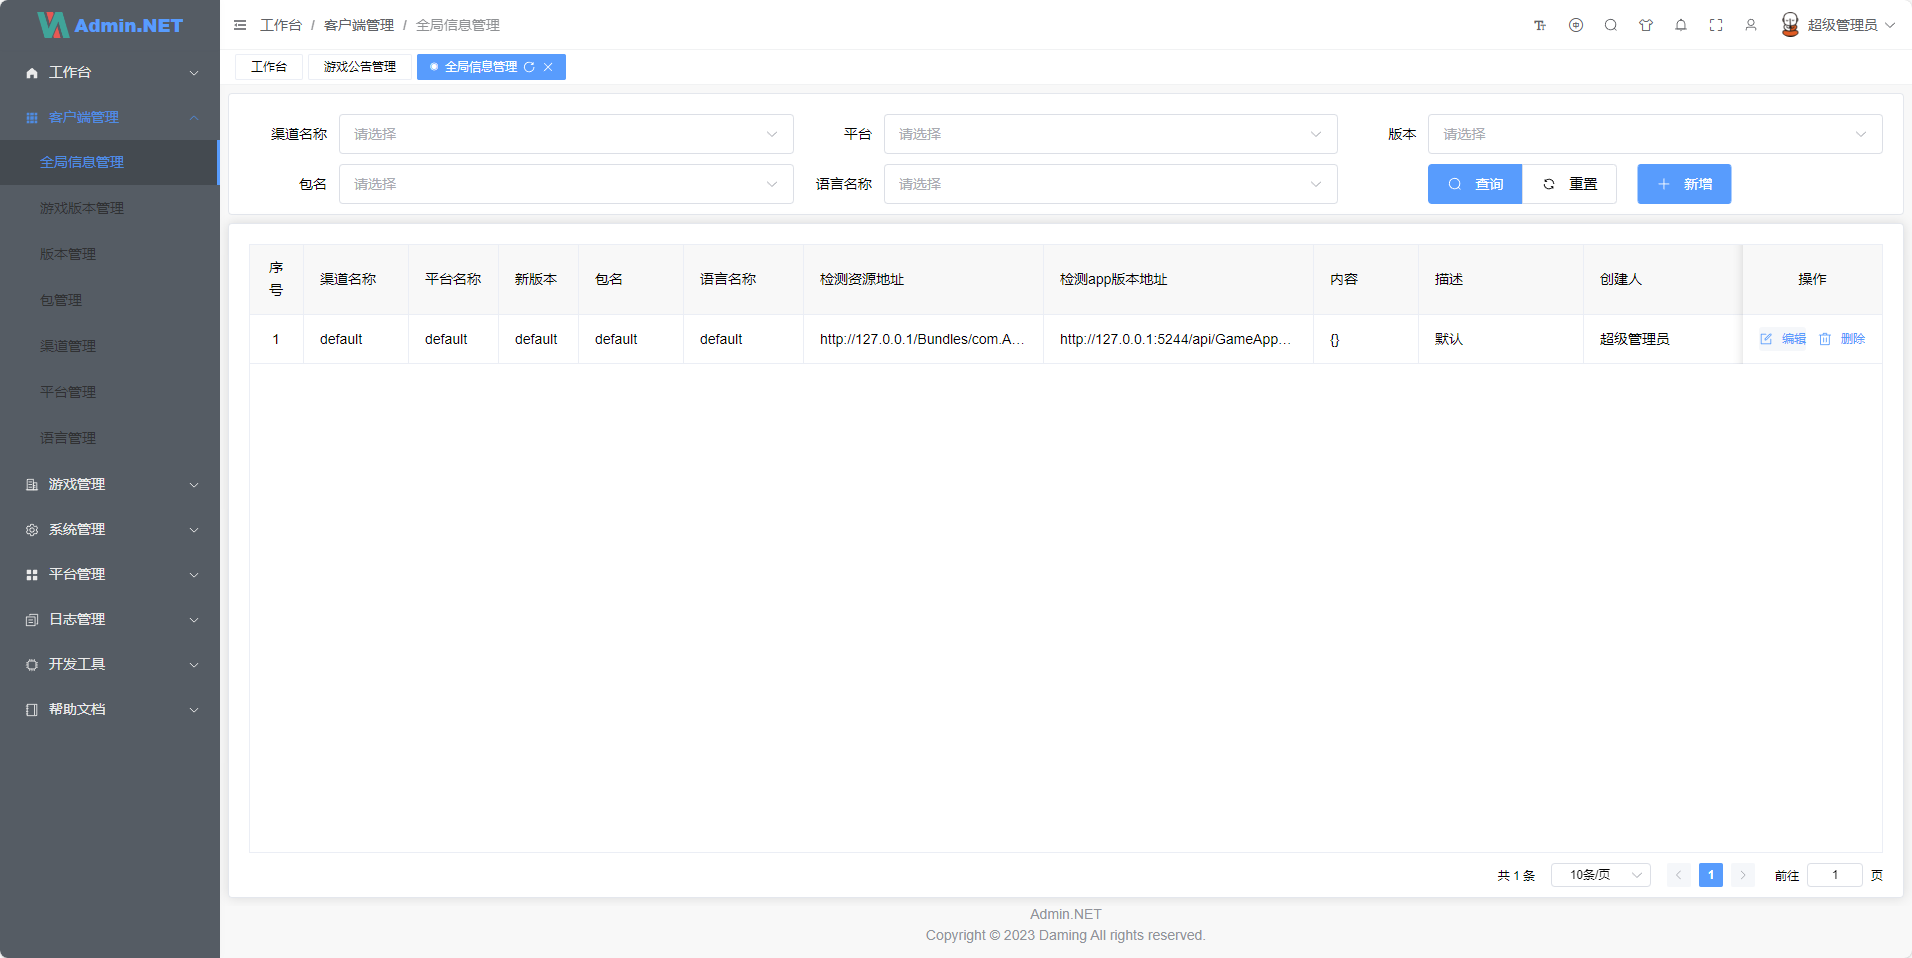 Admin.NET
工作台
客户端管理
全局信息管理
游戏版本管理
版本管理
包管理
渠道管理
平台管理
语言管理
游戏管理
系统管理
平台管理
日志管理
开发工具
帮助文档
工作台 / 客户端管理 / 全局信息管理
超级管理员
工作台 游戏公告管理 全局信息管理
渠道名称 请选择 平台 请选择 版本 请选择
包名 请选择 语言名称 请选择 查询 重置 新增
序号 渠道名称 平台名称 新版本 包名 语言名称 检测资源地址 检测app版本地址 内容 描述 创建人 操作
1 default default default default default http://127.0.0.1/Bundles/com.A... http://127.0.0.1:5244/api/GameApp... {} 默认 超级管理员 编辑 删除
共 1 条 10条/页 1 前往 1 页
Admin.NET
Copyright © 2023 Daming All rights reserved.